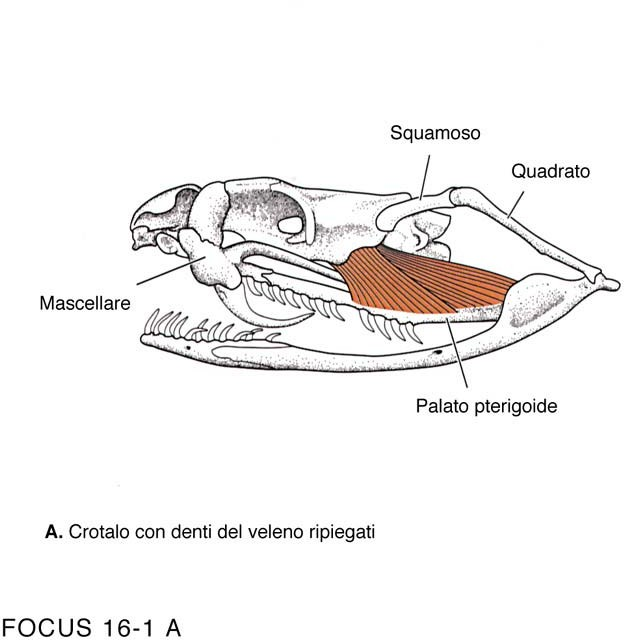 Squamoso
Quadrato
Mascellare
Palato pterigoide
A. Crotalo con denti del veleno ripiegati
FOCUS 16-1 A